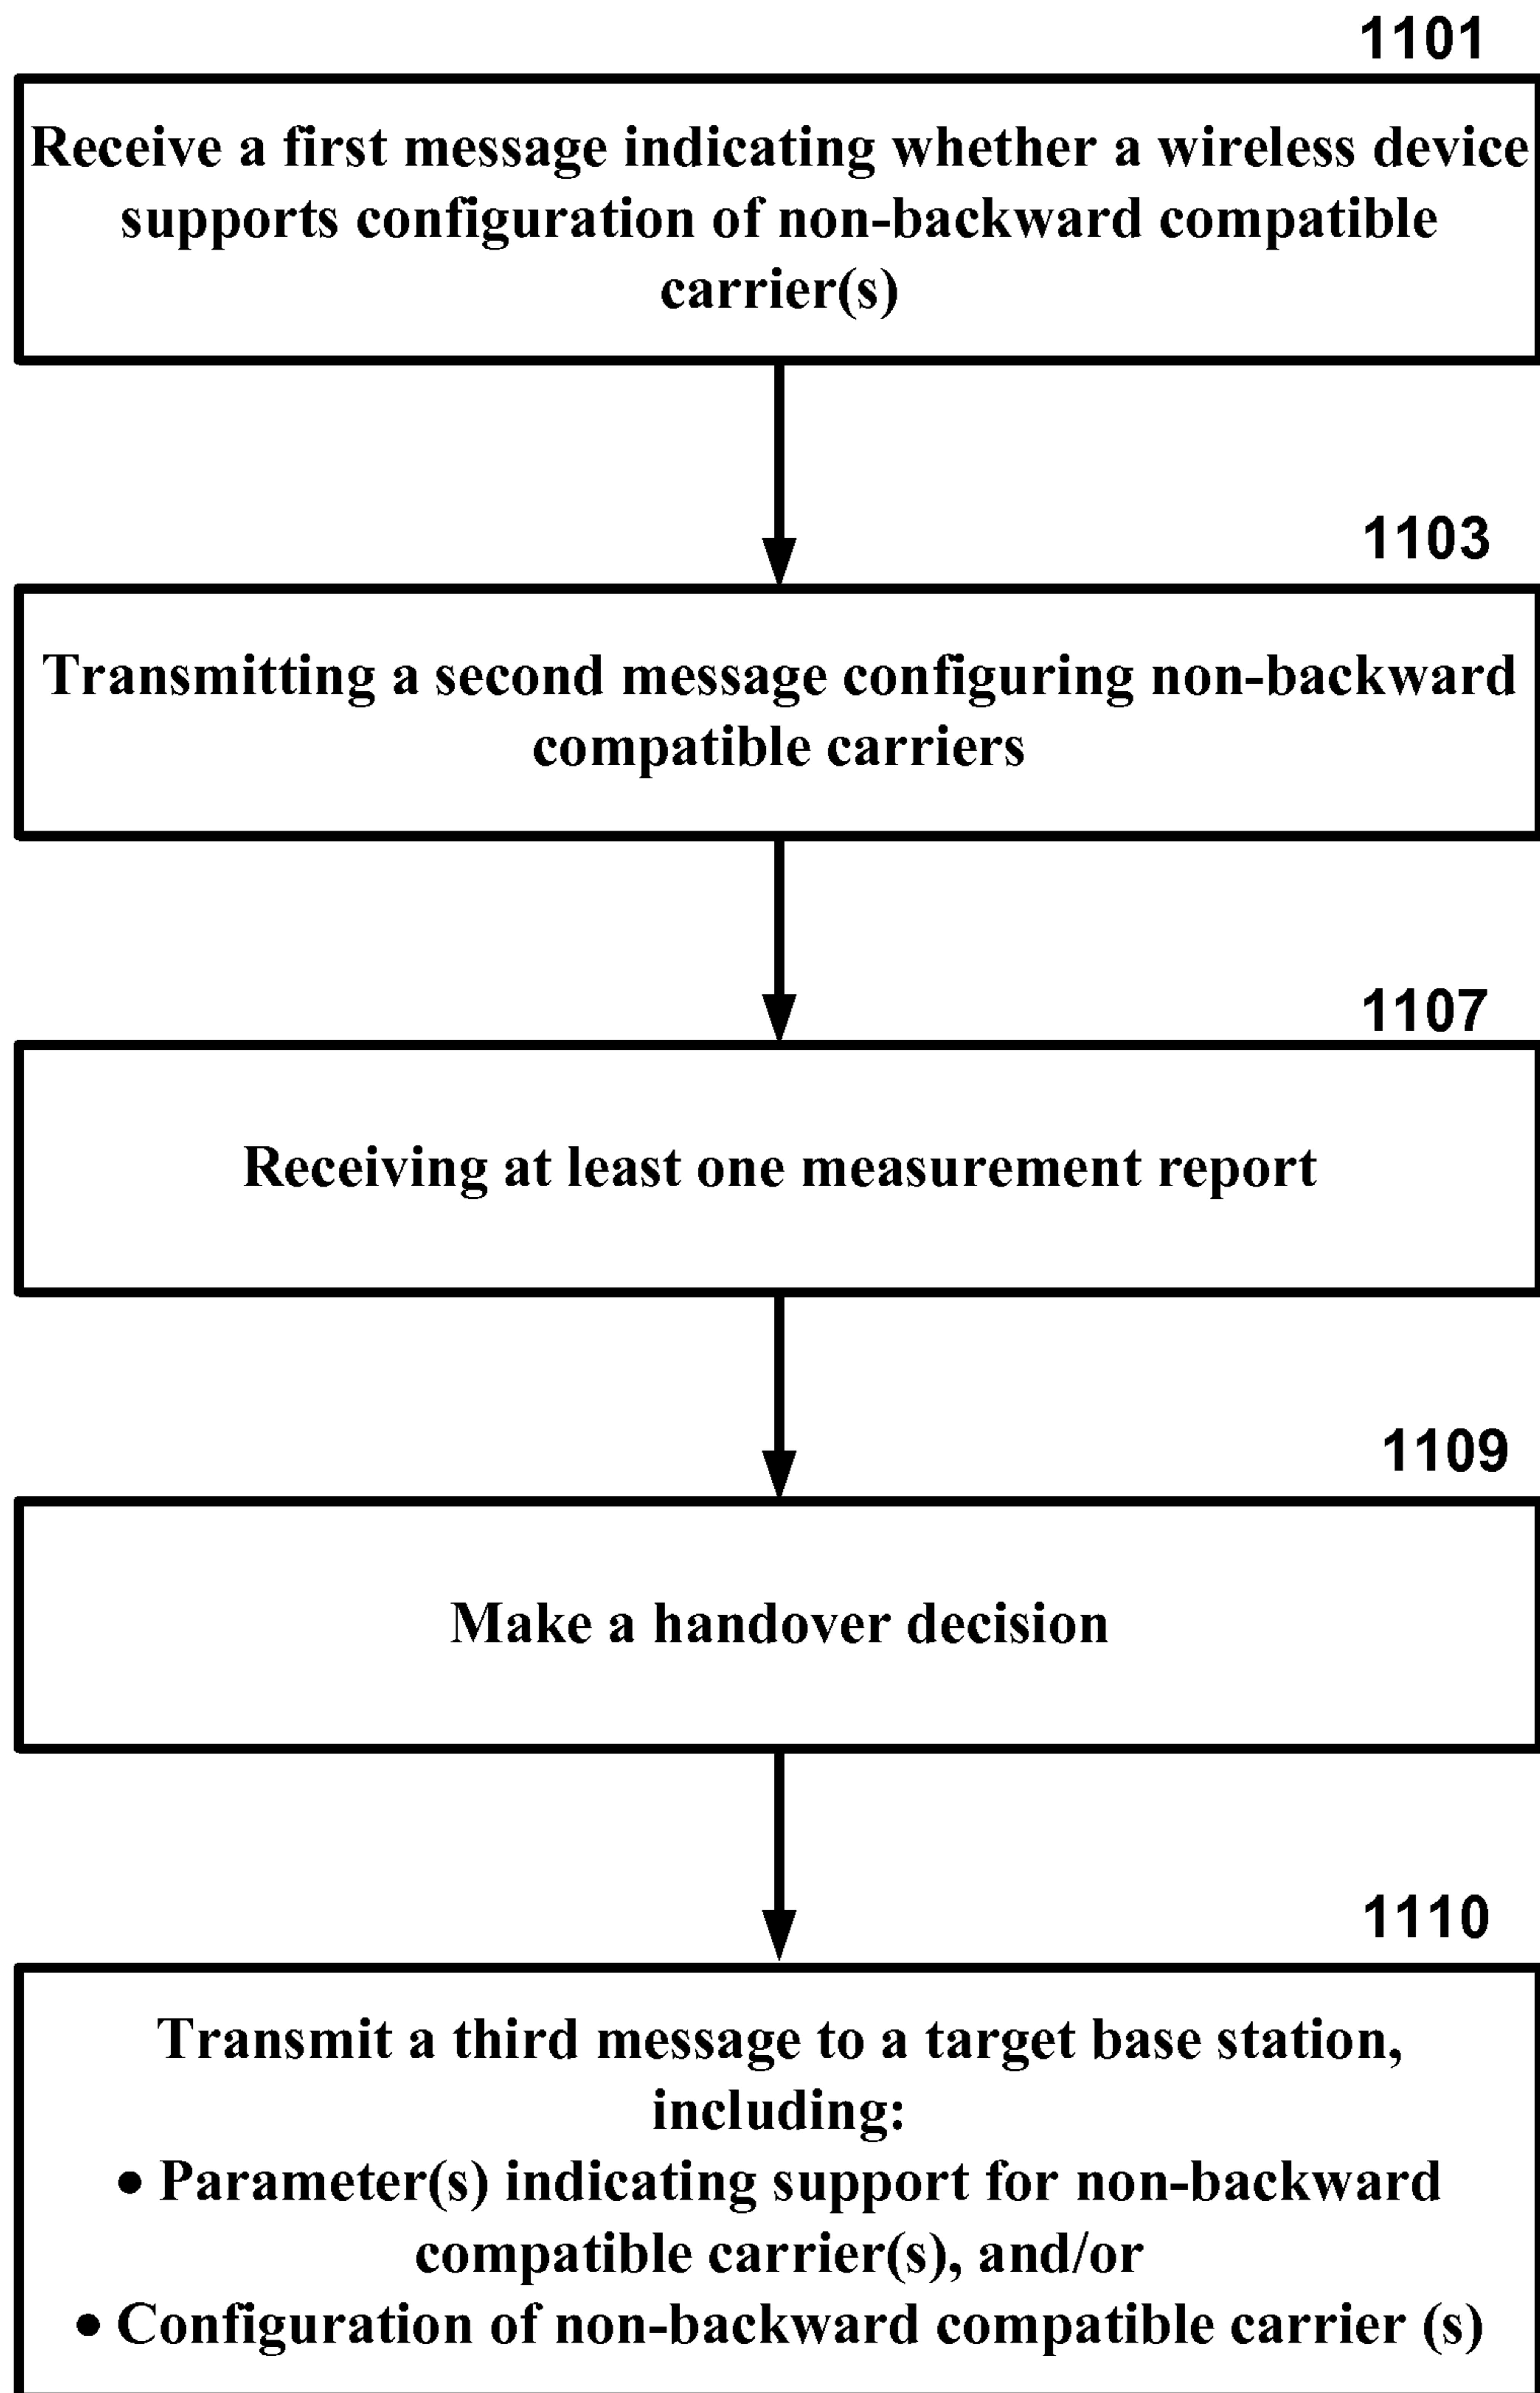 1101
Receive a first message indicating whether a wireless device
supports configuration of non-backward compatible
carrier(s)
1103
Transmitting a second message configuring non-backward
compatible carriers
1107
Receiving at least one measurement report
1109
Make a handover decision
1110
Transmit a third message to a target base station,
including:
• Parameter(s) indicating support for non-backward
compatible carrier(s), and/or
• Configuration of non-backward compatible carrier (s)